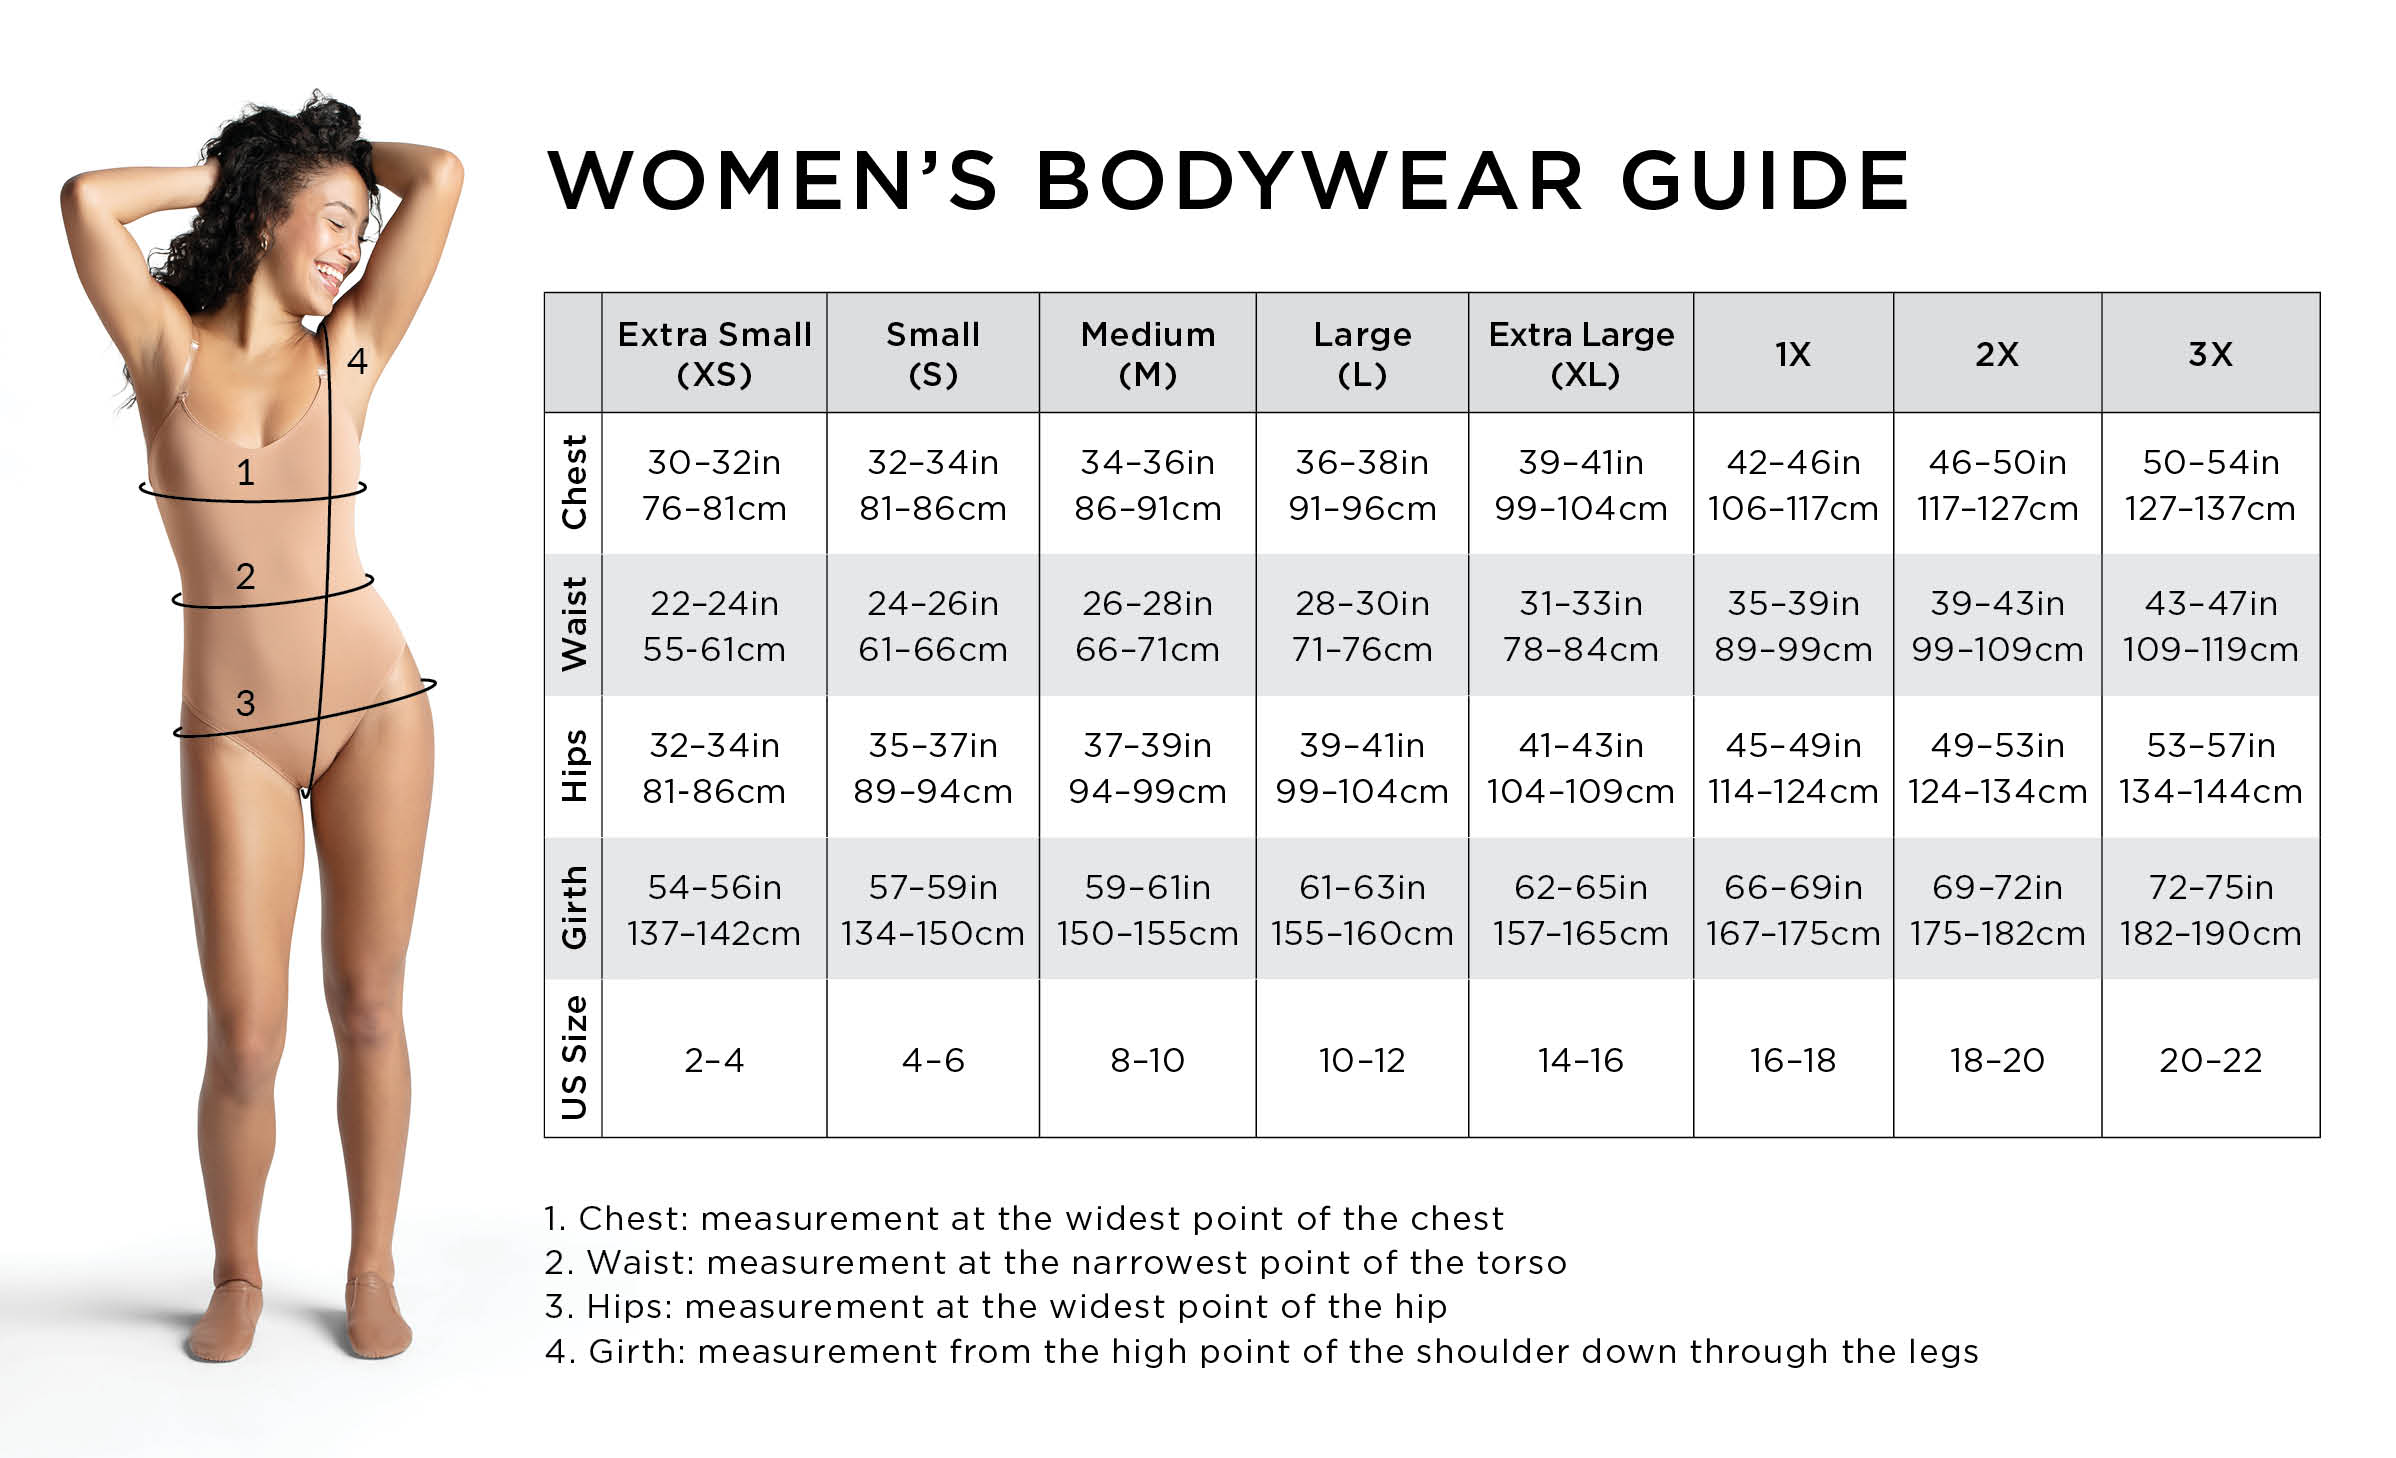 WOMEN’S BODYWEAR GUIDE
Extra Small (XS) Small (S) Medium (M) Large (L) Extra Large (XL) 1X 2X 3X
Chest
30–32in 32–34in 34–36in 36–38in 39–41in 42–46in 46–50in 50–54in
76–81cm 81–86cm 86–91cm 91–96cm 99–104cm 106–117cm 117–127cm 127–137cm
Waist
22–24in 24–26in 26–28in 28–30in 31–33in 35–39in 39–43in 43–47in
55-61cm 61–66cm 66–71cm 71–76cm 78–84cm 89–99cm 99–109cm 109–119cm
Hips
32–34in 35–37in 37–39in 39–41in 41–43in 45–49in 49–53in 53–57in
81-86cm 89–94cm 94–99cm 99–104cm 104–109cm 114–124cm 124–134cm 134–144cm
Girth
54–56in 57–59in 59–61in 61–63in 62–65in 66–69in 69–72in 72–75in
137–142cm 134–150cm 150–155cm 155–160cm 157–165cm 167–175cm 175–182cm 182–190cm
US Size
2–4 4–6 8–10 10–12 14–16 16–18 18–20 20–22
1. Chest: measurement at the widest point of the chest
2. Waist: measurement at the narrowest point of the torso
3. Hips: measurement at the widest point of the hip
4. Girth: measurement from the high point of the shoulder down through the legs
4
1
2
3